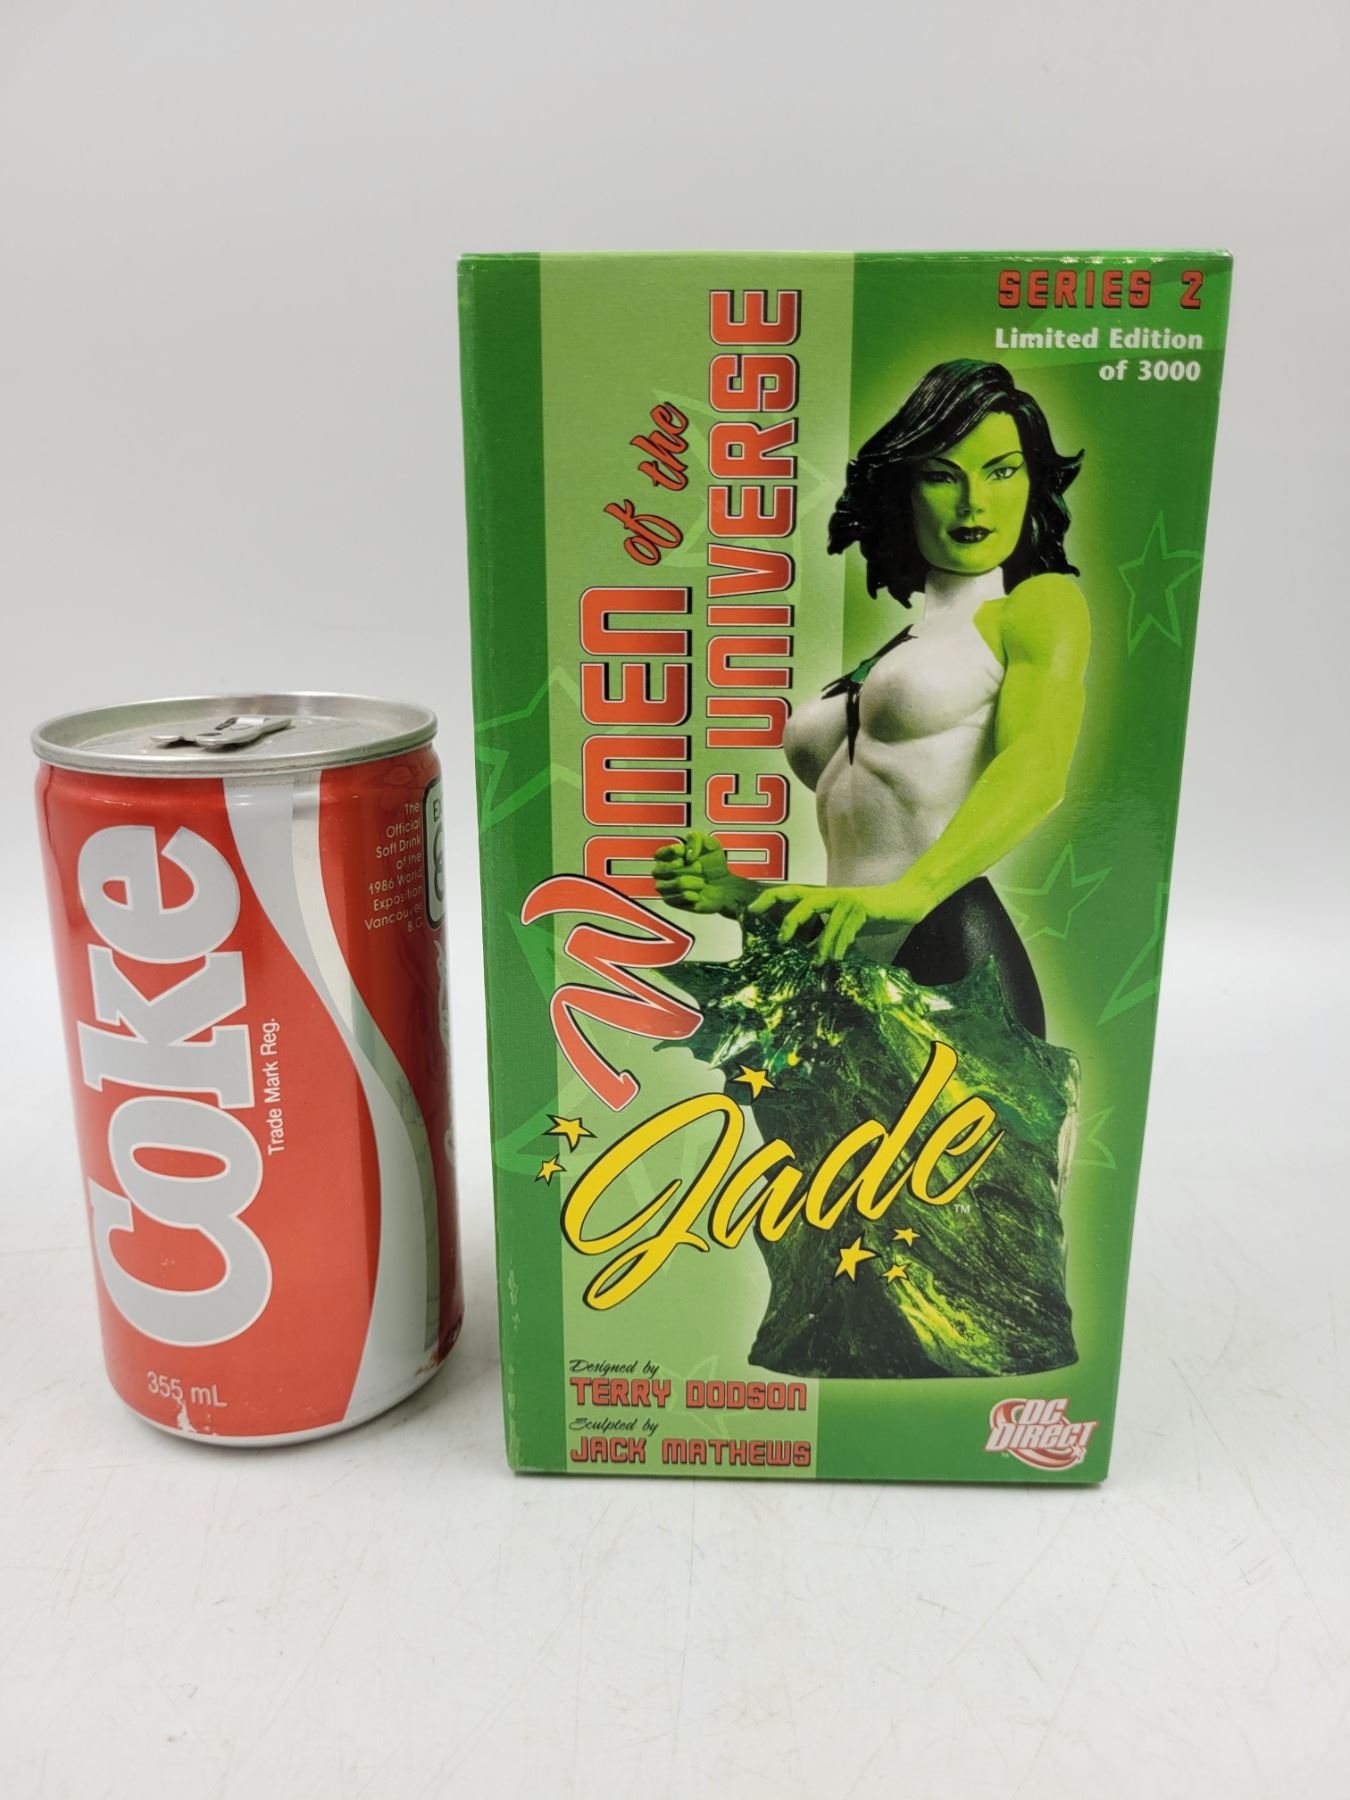 Coke
Trade Mark Reg.
355 mL
The
Official
Soft Drink
of the
1986 World
Exposition
Vancouver
B.C.
SERIES 2
Limited Edition
of 3000
Women of the
DC UNIVERSE
Jade™
Designed by
TERRY DODSON
Sculpted by
JACK MATHEWS
DC
DIRECT
TM